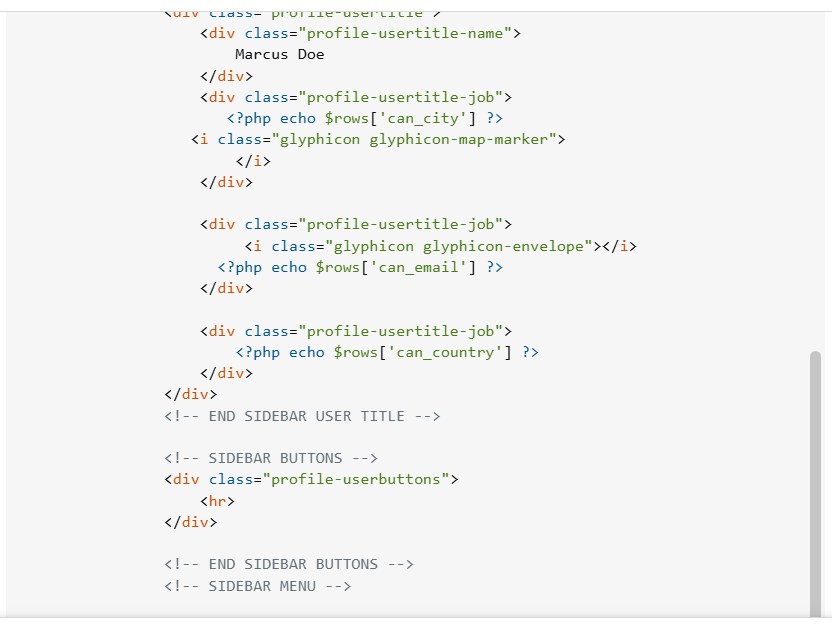 <div class="profile-usertitle">
<div class="profile-usertitle-name">
Marcus Doe
</div>
<div class="profile-usertitle-job">
<?php echo $rows['can_city'] ?>
<i class="glyphicon glyphicon-map-marker">
</i>
</div>
<div class="profile-usertitle-job">
<i class="glyphicon glyphicon-envelope"></i>
<?php echo $rows['can_email'] ?>
</div>
<div class="profile-usertitle-job">
<?php echo $rows['can_country'] ?>
</div>
</div>
<!-- END SIDEBAR USER TITLE -->
<!-- SIDEBAR BUTTONS -->
<div class="profile-userbuttons">
<hr>
</div>
<!-- END SIDEBAR BUTTONS -->
<!-- SIDEBAR MENU -->